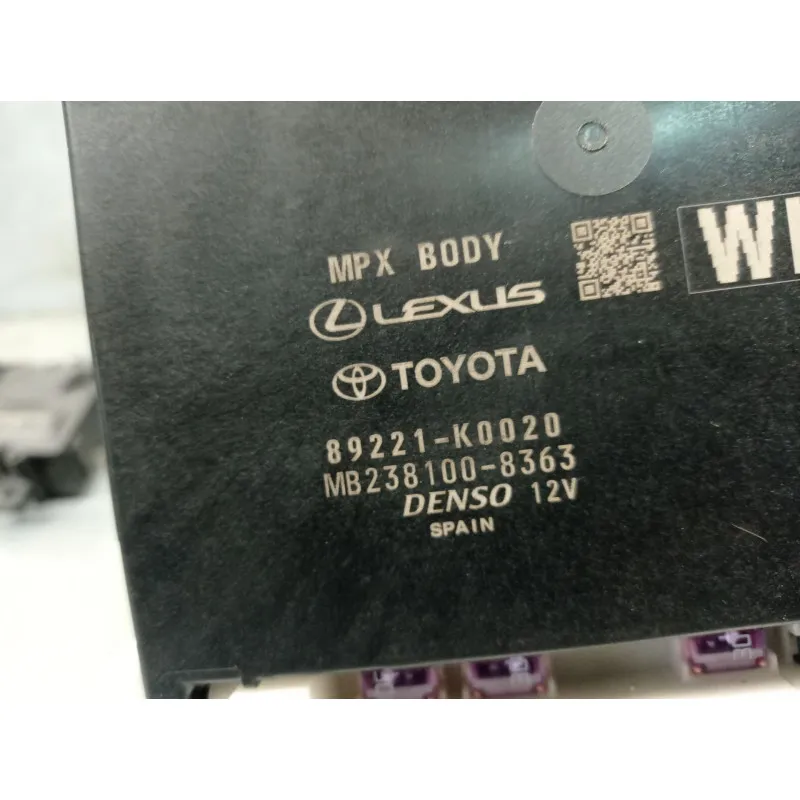 MPX BODY
LEXUS
TOYOTA
89221-K0020
MB238100-8363
DENSO 12V
SPAIN